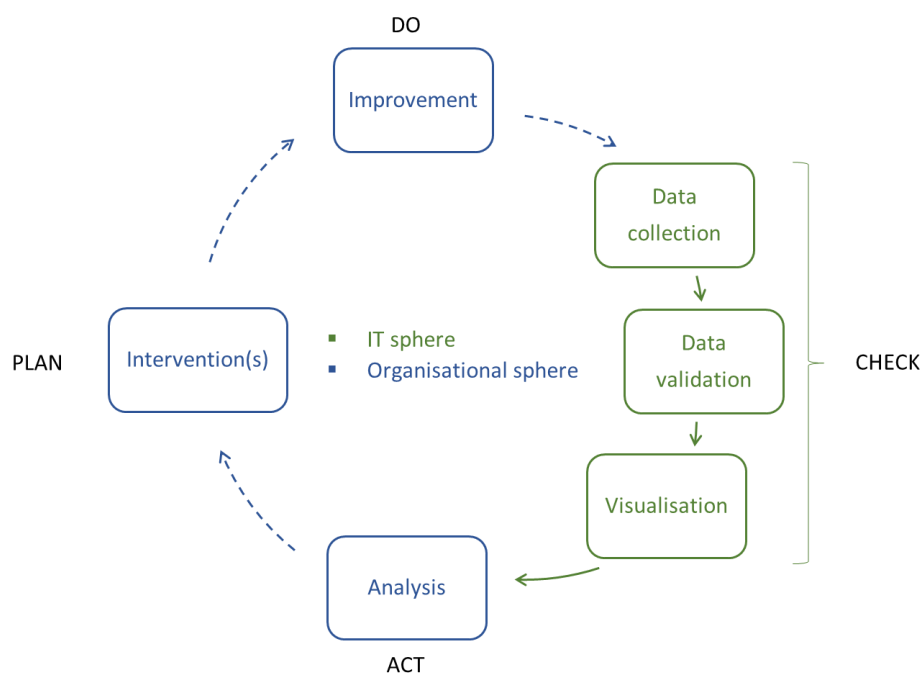 DO
Improvement
Data
collection
IT sphere
Organisational sphere
PLAN
Intervention(s)
Data
validation
CHECK
Visualisation
Analysis
ACT